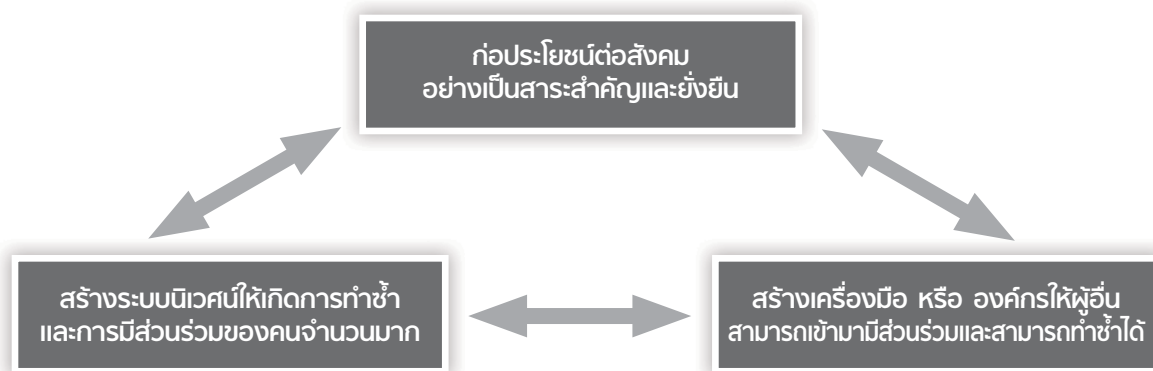 ก่อประโยชน์ต่อสังคม
อย่างเป็นสาระสำคัญและยั่งยืน
สร้างระบบนิเวศน์ให้เกิดการทำซ้ำ
และการมีส่วนร่วมของคนจำนวนมาก
สร้างเครื่องมือ หรือ องค์กรให้ผู้อื่น
สามารถเข้ามามีส่วนร่วมและสามารถทำซ้ำได้